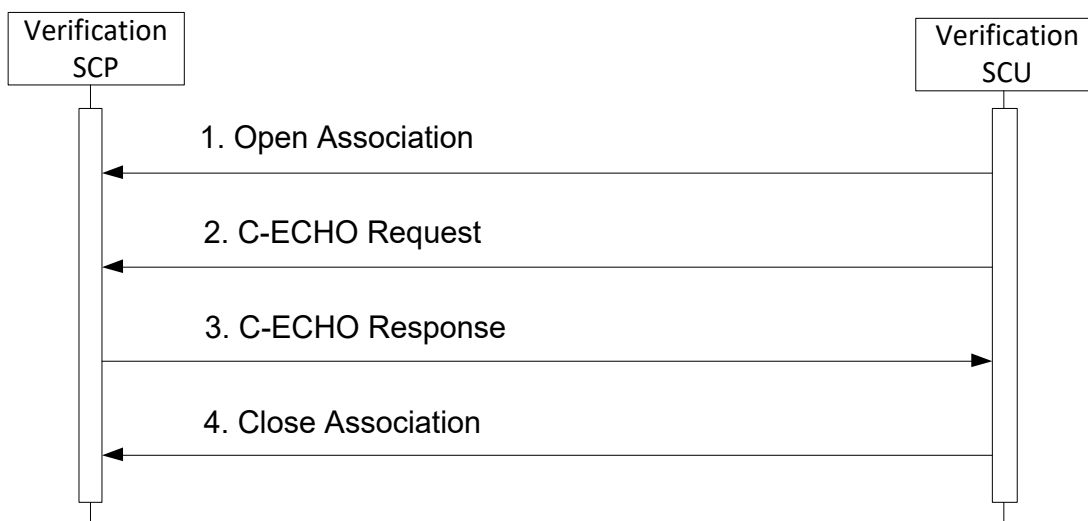 Verification
SCP
Verification
SCU
1. Open Association
2. C-ECHO Request
3. C-ECHO Response
4. Close Association